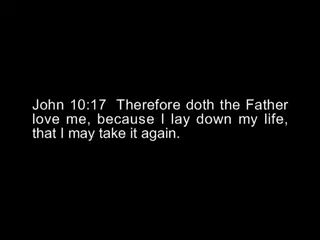 John 10:17  Therefore doth the Father
love me, because I lay down my life,
that I may take it again.